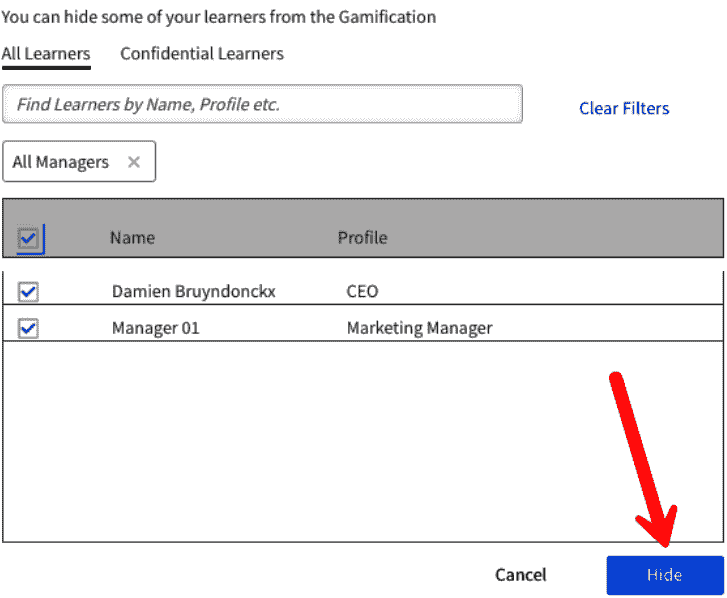 You can hide some of your learners from the Gamification
All Learners Confidential Learners
Find Learners by Name, Profile etc. Clear Filters
All Managers ×
Name Profile
Damien Bruyndonckx CEO
Manager 01 Marketing Manager
Cancel Hide